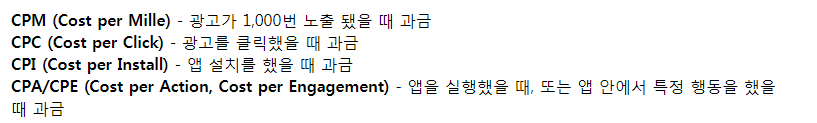 CPM (Cost per Mille) - 광고가 1,000번 노출 됐을 때 과금
CPC (Cost per Click) - 광고를 클릭했을 때 과금
CPI (Cost per Install) - 앱 설치를 했을 때 과금
CPA/CPE (Cost per Action, Cost per Engagement) - 앱을 실행했을 때, 또는 앱 안에서 특정 행동을 했을
때 과금